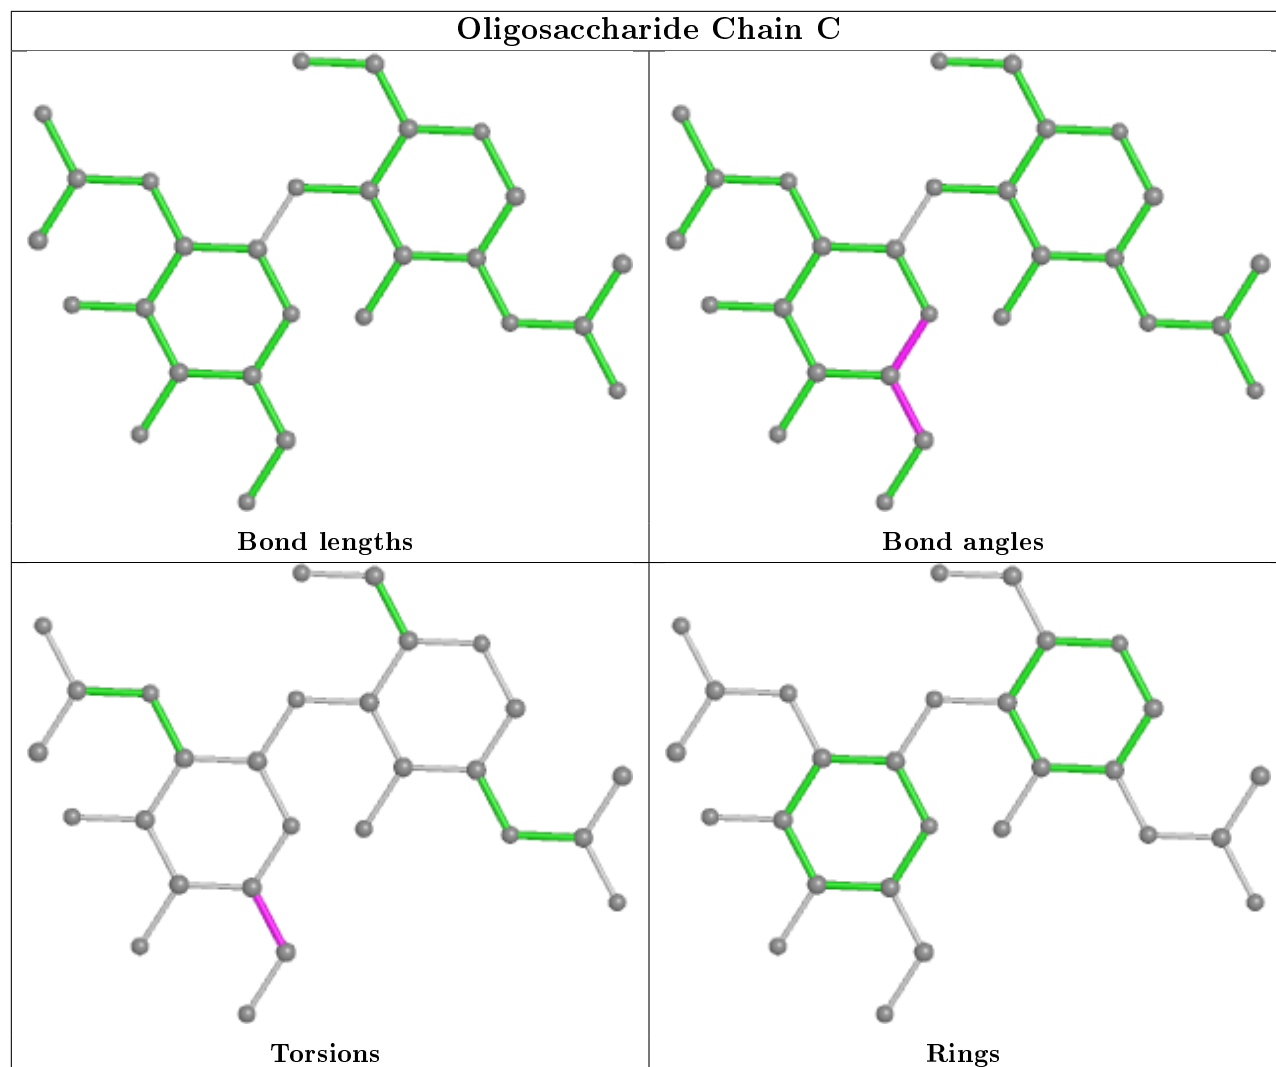 Oligosaccharide Chain C
Bond lengths
Bond angles
Torsions
Rings